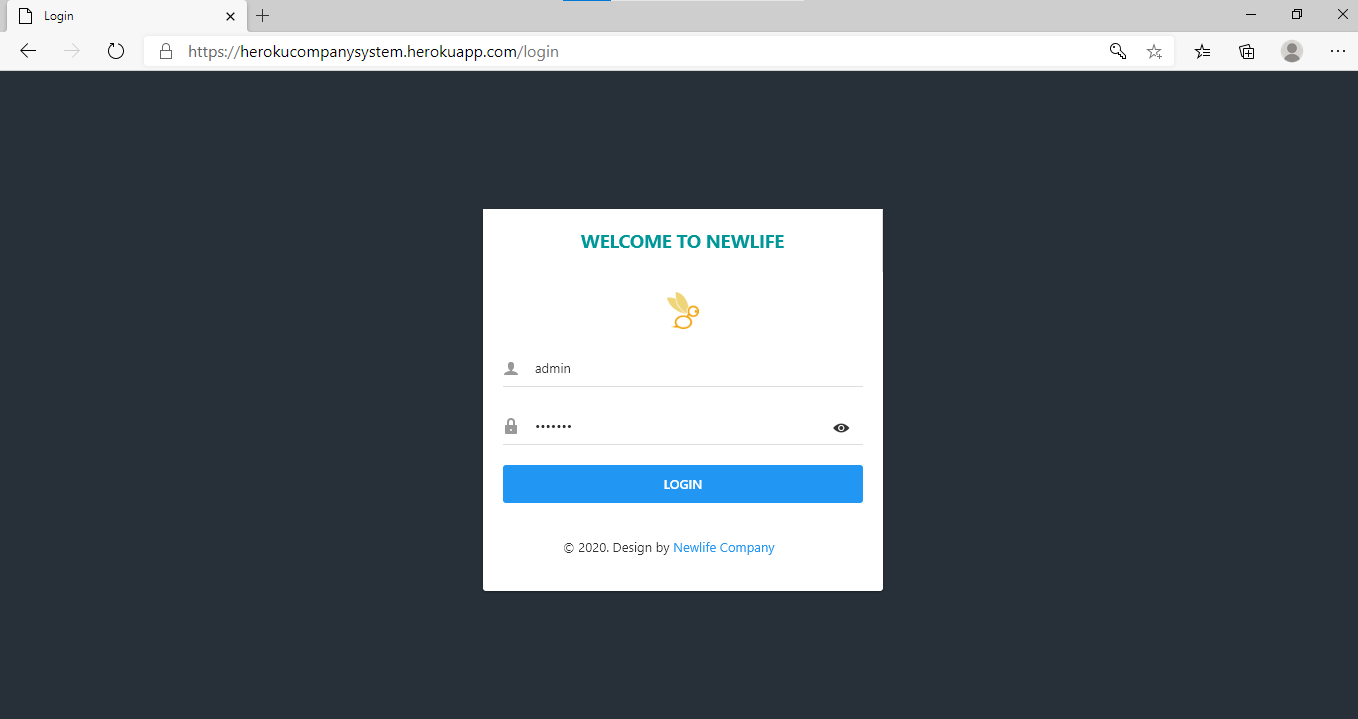 Login
https://herokucompanysystem.herokuapp.com/login
WELCOME TO NEWLIFE
admin
•••••••
LOGIN
© 2020. Design by Newlife Company